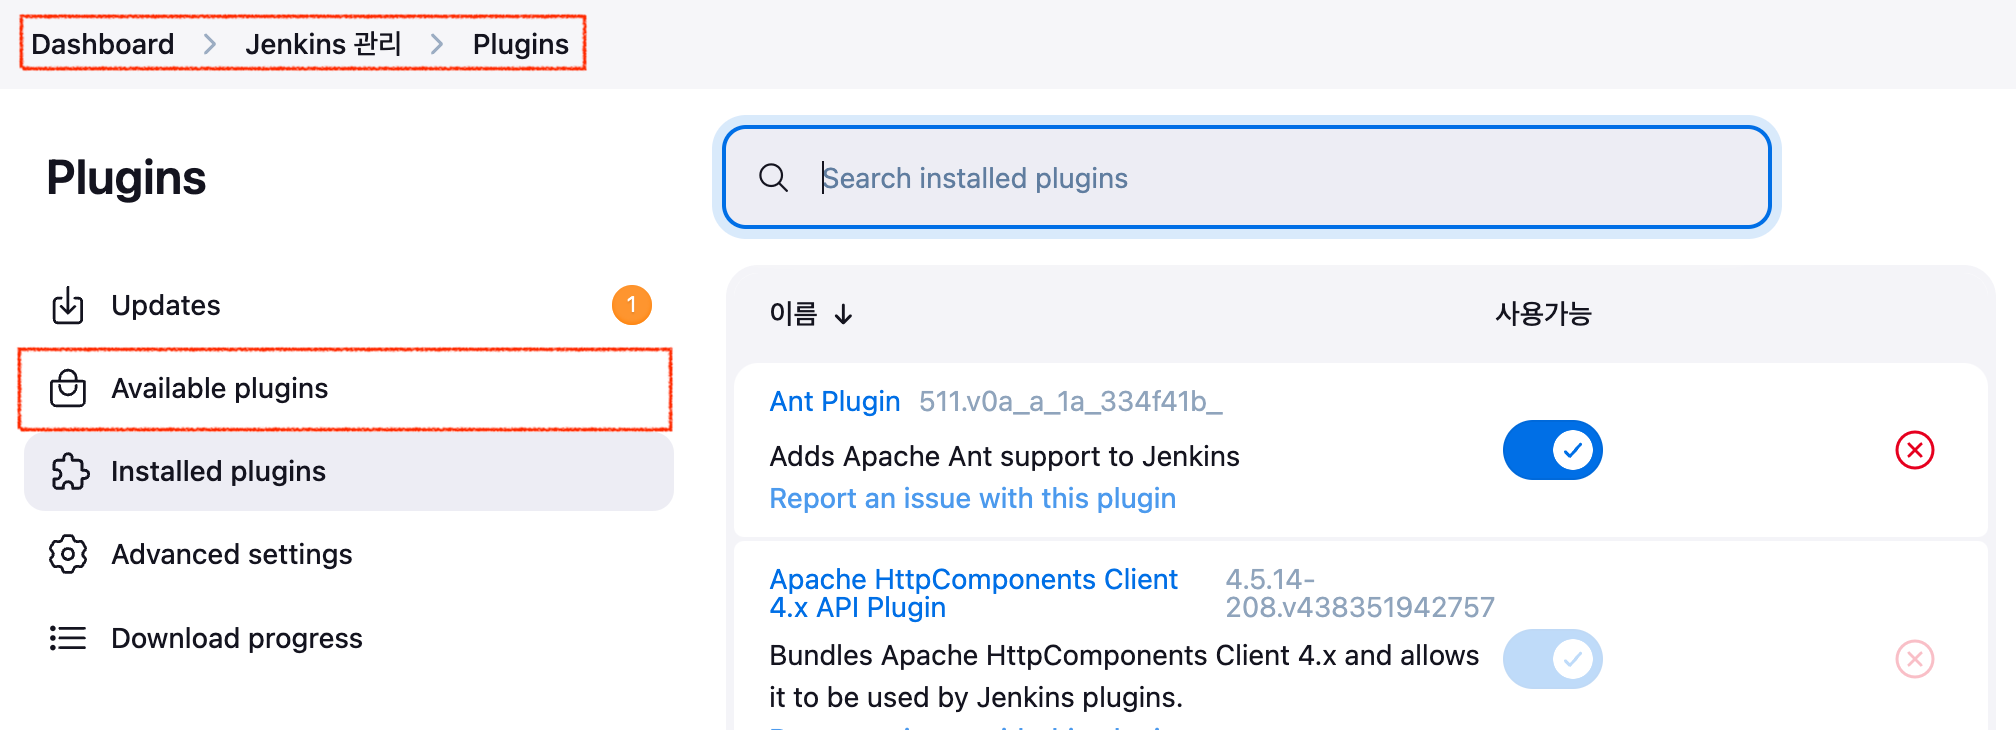 Dashboard > Jenkins 관리 > Plugins
Plugins
Updates 1
Available plugins
Installed plugins
Advanced settings
Download progress
Search installed plugins
이름 ↓ 사용가능
Ant Plugin 511.v0a_a_1a_334f41b_
Adds Apache Ant support to Jenkins
Report an issue with this plugin
Apache HttpComponents Client 4.5.14-
4.x API Plugin 208.v438351942757
Bundles Apache HttpComponents Client 4.x and allows
it to be used by Jenkins plugins.